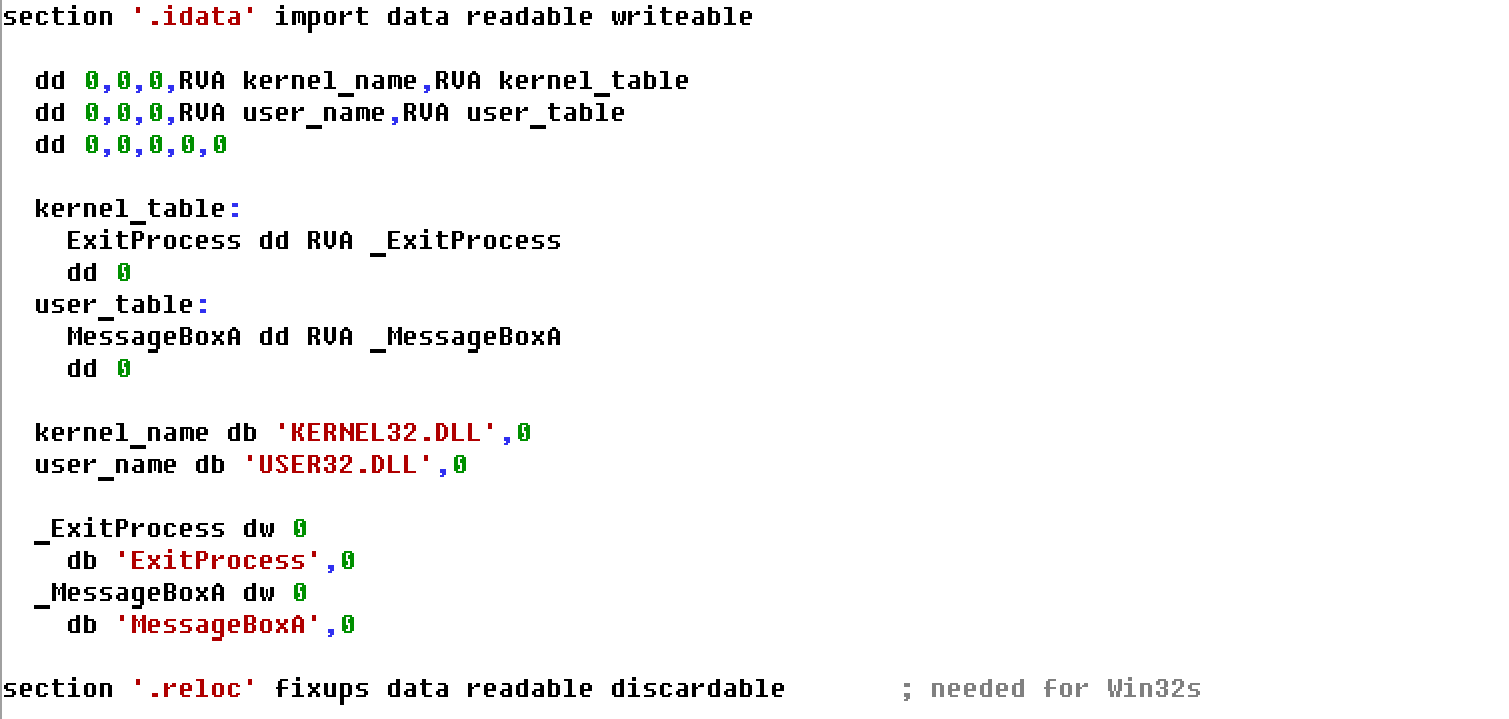 section '.idata' import data readable writeable
dd 0,0,0,RVA kernel_name,RVA kernel_table
dd 0,0,0,RVA user_name,RVA user_table
dd 0,0,0,0,0
kernel_table:
ExitProcess dd RVA _ExitProcess
dd 0
user_table:
MessageBoxA dd RVA _MessageBoxA
dd 0
kernel_name db 'KERNEL32.DLL',0
user_name db 'USER32.DLL',0
_ExitProcess dw 0
db 'ExitProcess',0
_MessageBoxA dw 0
db 'MessageBoxA',0
section '.reloc' fixups data readable discardable ; needed for Win32s